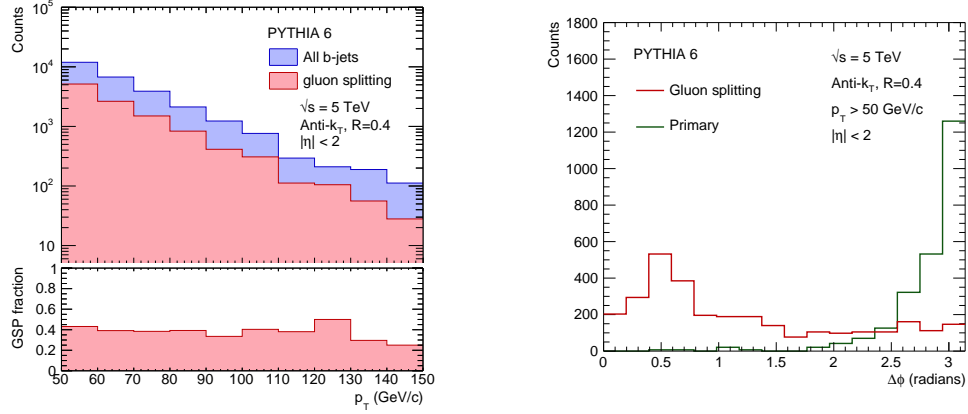 Counts
10^5
10^4
10^3
10^2
10
PYTHIA 6
All b-jets
gluon splitting
√s = 5 TeV
Anti-k_T, R=0.4
|η| < 2
GSP fraction
1
0.8
0.6
0.4
0.2
0
50 60 70 80 90 100 110 120 130 140 150
p_T (GeV/c)
Counts
1800
1600
1400
1200
1000
800
600
400
200
0
PYTHIA 6
Gluon splitting
Primary
√s = 5 TeV
Anti-k_T, R=0.4
p_T > 50 GeV/c
|η| < 2
0 0.5 1 1.5 2 2.5 3
Δϕ (radians)